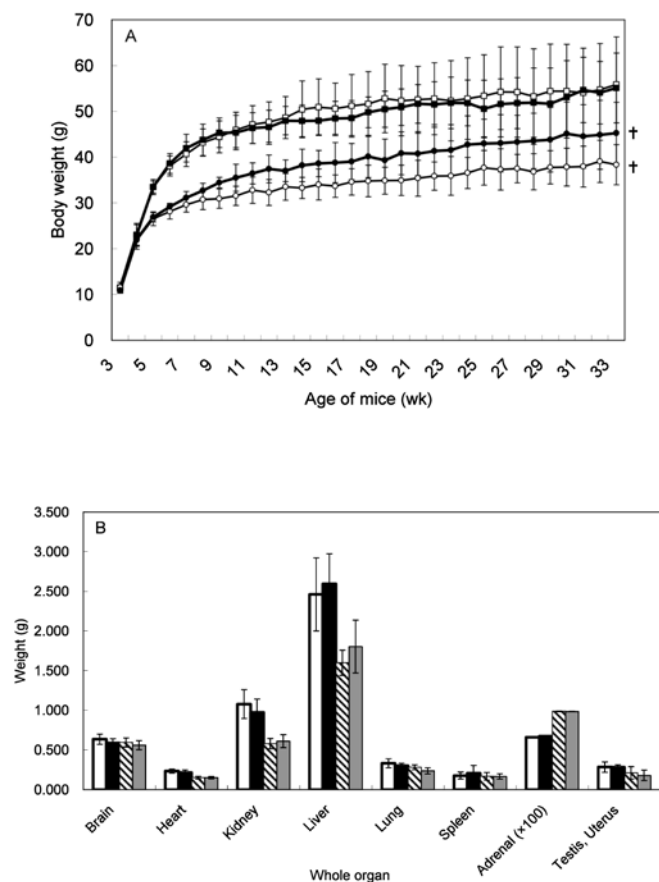 A
Body weight (g)
70
60
50
40
30
20
10
0
†
†
3 5 7 9 11 13 15 17 19 21 23 25 27 29 31 33
Age of mice (wk)
B
Weight (g)
3.500
3.000
2.500
2.000
1.500
1.000
0.500
0.000
Brain Heart Kidney Liver Lung Spleen Adrenal (×100) Testis, Uterus
Whole organ